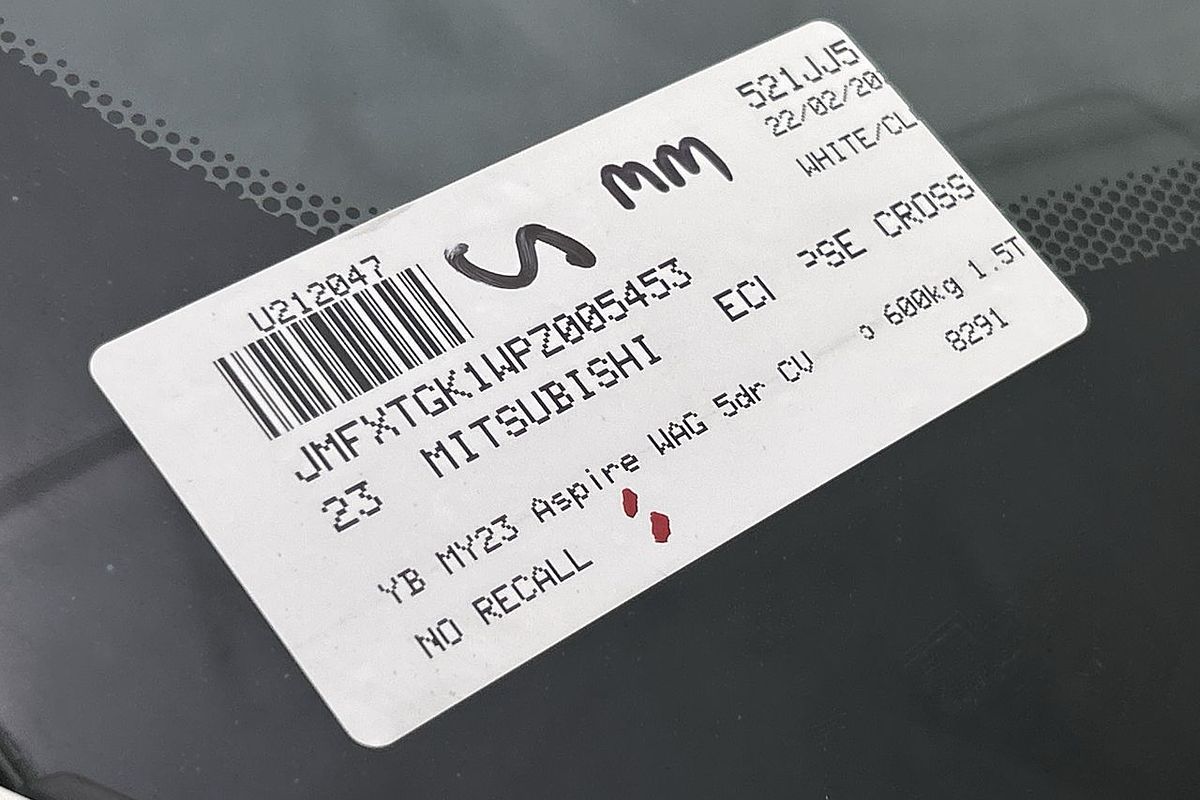 521JJ5
22/02/20
WHITE/CL
MM
U212047
JMFXTGK1WPZ005453
23 MITSUBISHI ECI >SE CROSS
YB MY23 Aspire WAG 5dr CV 600kg 1.5T
NO RECALL 8291